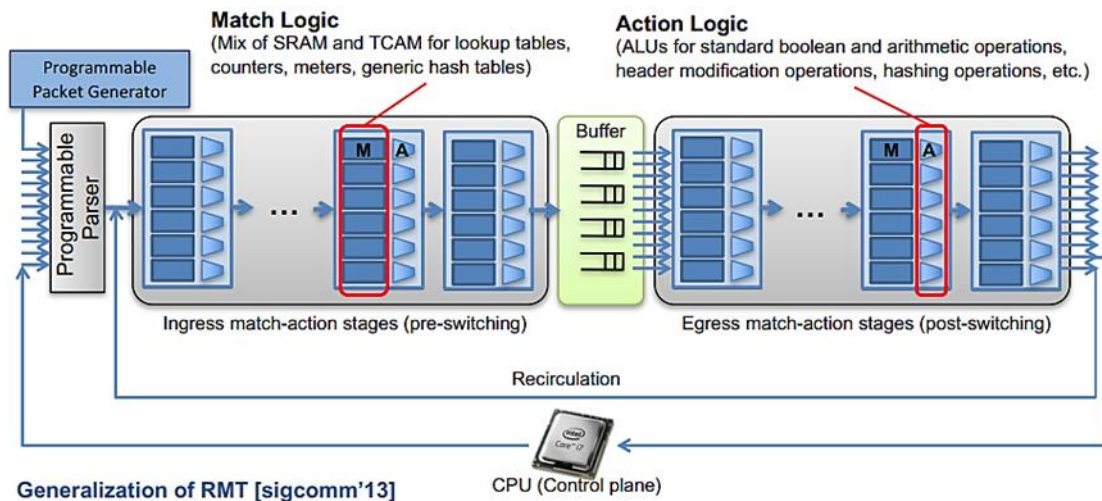 Match Logic
(Mix of SRAM and TCAM for lookup tables,
counters, meters, generic hash tables)
Action Logic
(ALUs for standard boolean and arithmetic operations,
header modification operations, hashing operations, etc.)
Programmable
Packet Generator
Programmable
Parser
M A
...
Buffer
M A
...
Ingress match-action stages (pre-switching)
Egress match-action stages (post-switching)
Recirculation
intel
Core™ i7
CPU (Control plane)
Generalization of RMT [sigcomm'13]